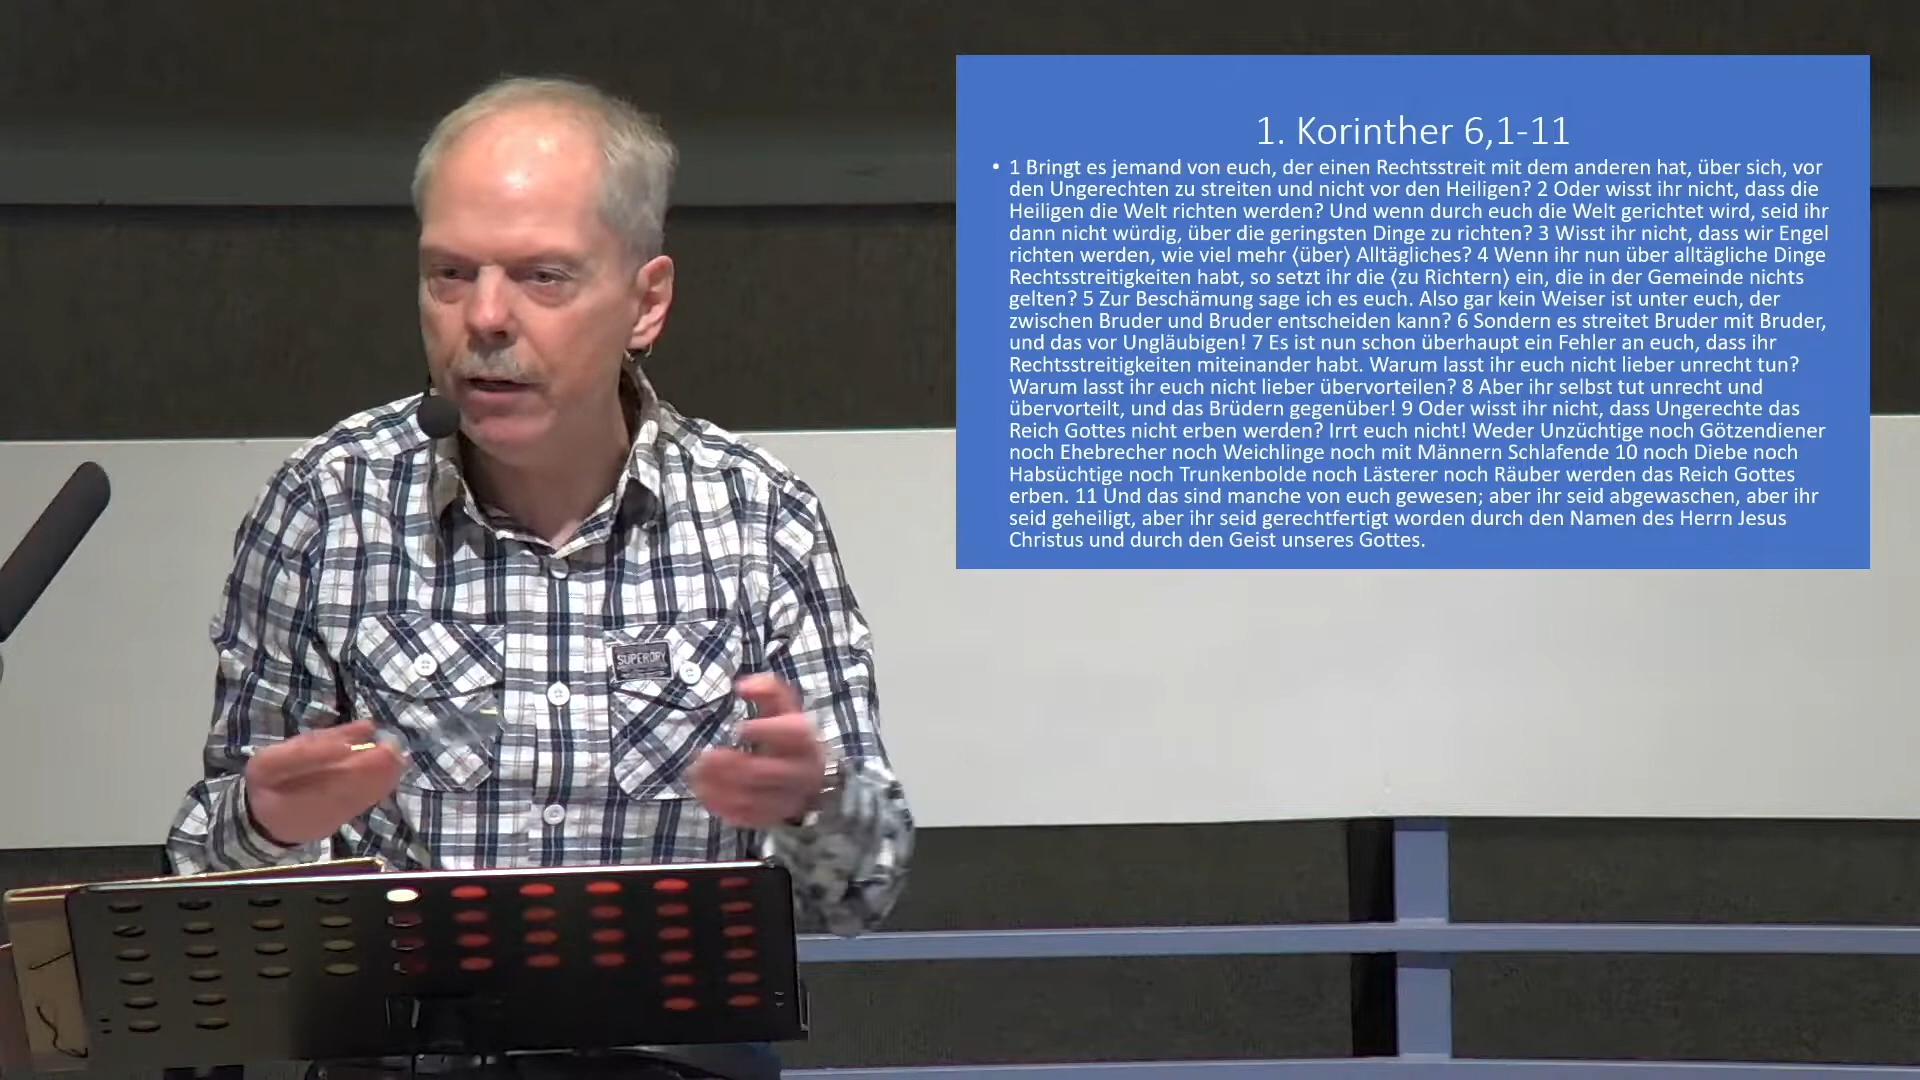 1. Korinther 6,1-11
• 1 Bringt es jemand von euch, der einen Rechtsstreit mit dem anderen hat, über sich, vor
den Ungerechten zu streiten und nicht vor den Heiligen? 2 Oder wisst ihr nicht, dass die
Heiligen die Welt richten werden? Und wenn durch euch die Welt gerichtet wird, seid ihr
dann nicht würdig, über die geringsten Dinge zu richten? 3 Wisst ihr nicht, dass wir Engel
richten werden, wie viel mehr ⟨über⟩ Alltägliches? 4 Wenn ihr nun über alltägliche Dinge
Rechtsstreitigkeiten habt, so setzt ihr die ⟨zu Richtern⟩ ein, die in der Gemeinde nichts
gelten? 5 Zur Beschämung sage ich es euch. Also gar kein Weiser ist unter euch, der
zwischen Bruder und Bruder entscheiden kann? 6 Sondern es streitet Bruder mit Bruder,
und das vor Ungläubigen! 7 Es ist nun schon überhaupt ein Fehler an euch, dass ihr
Rechtsstreitigkeiten miteinander habt. Warum lasst ihr euch nicht lieber unrecht tun?
Warum lasst ihr euch nicht lieber übervorteilen? 8 Aber ihr selbst tut unrecht und
übervorteilt, und das Brüdern gegenüber! 9 Oder wisst ihr nicht, dass Ungerechte das
Reich Gottes nicht erben werden? Irrt euch nicht! Weder Unzüchtige noch Götzendiener
noch Ehebrecher noch Weichlinge noch mit Männern Schlafende 10 noch Diebe noch
Habsüchtige noch Trunkenbolde noch Lästerer noch Räuber werden das Reich Gottes
erben. 11 Und das sind manche von euch gewesen; aber ihr seid abgewaschen, aber ihr
seid geheiligt, aber ihr seid gerechtfertigt worden durch den Namen des Herrn Jesus
Christus und durch den Geist unseres Gottes.
SUPERDRY